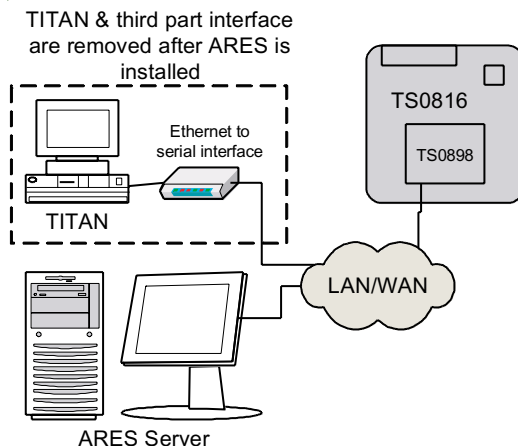 TITAN & third part interface
are removed after ARES is
installed
Ethernet to
serial interface
TITAN
TS0816
TS0898
LAN/WAN
ARES Server